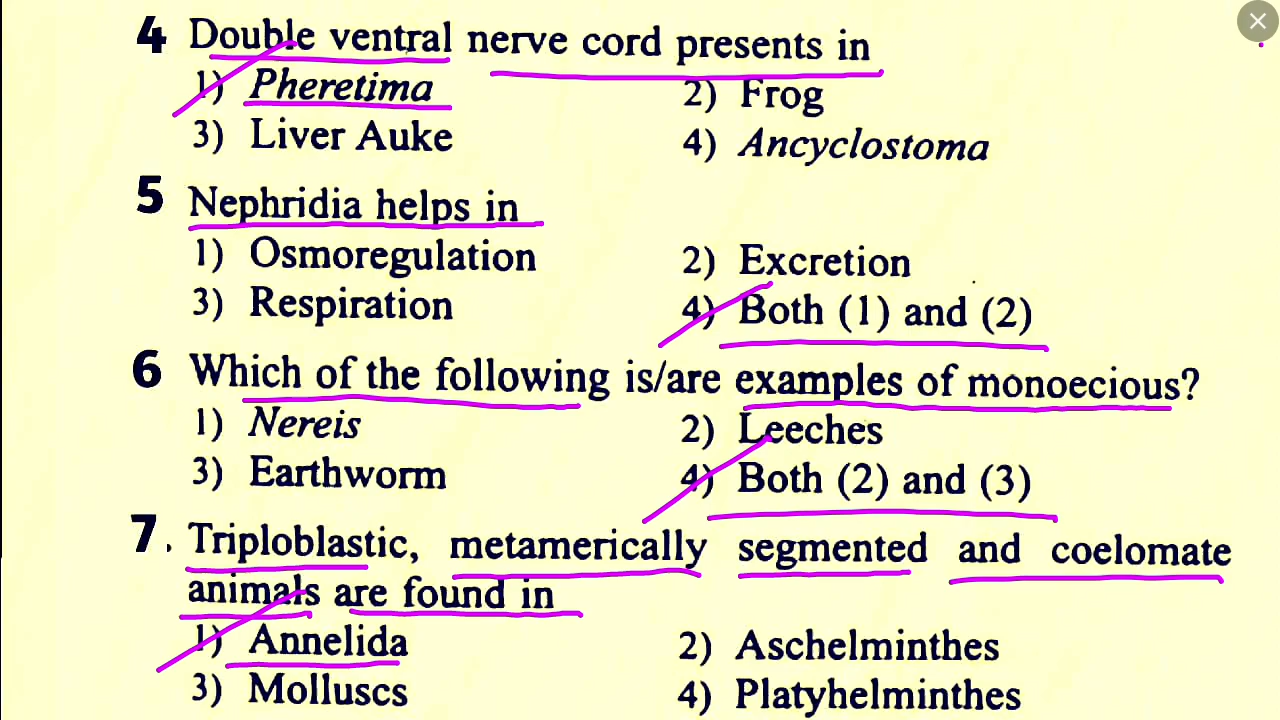 4 Double ventral nerve cord presents in
1) Pheretima 2) Frog
3) Liver Auke 4) Ancyclostoma
5 Nephridia helps in
1) Osmoregulation 2) Excretion
3) Respiration 4) Both (1) and (2)
6 Which of the following is/are examples of monoecious?
1) Nereis 2) Leeches
3) Earthworm 4) Both (2) and (3)
7. Triploblastic, metamerically segmented and coelomate
animals are found in
1) Annelida 2) Aschelminthes
3) Molluscs 4) Platyhelminthes